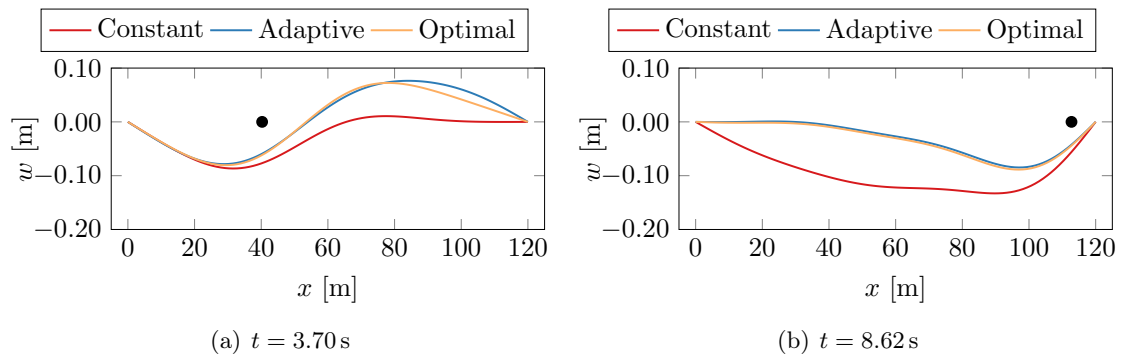 Constant Adaptive Optimal
0.10
0.00
−0.10
−0.20
w [m]
0 20 40 60 80 100 120
x [m]
(a) t = 3.70 s
Constant Adaptive Optimal
0.10
0.00
−0.10
−0.20
w [m]
0 20 40 60 80 100 120
x [m]
(b) t = 8.62 s